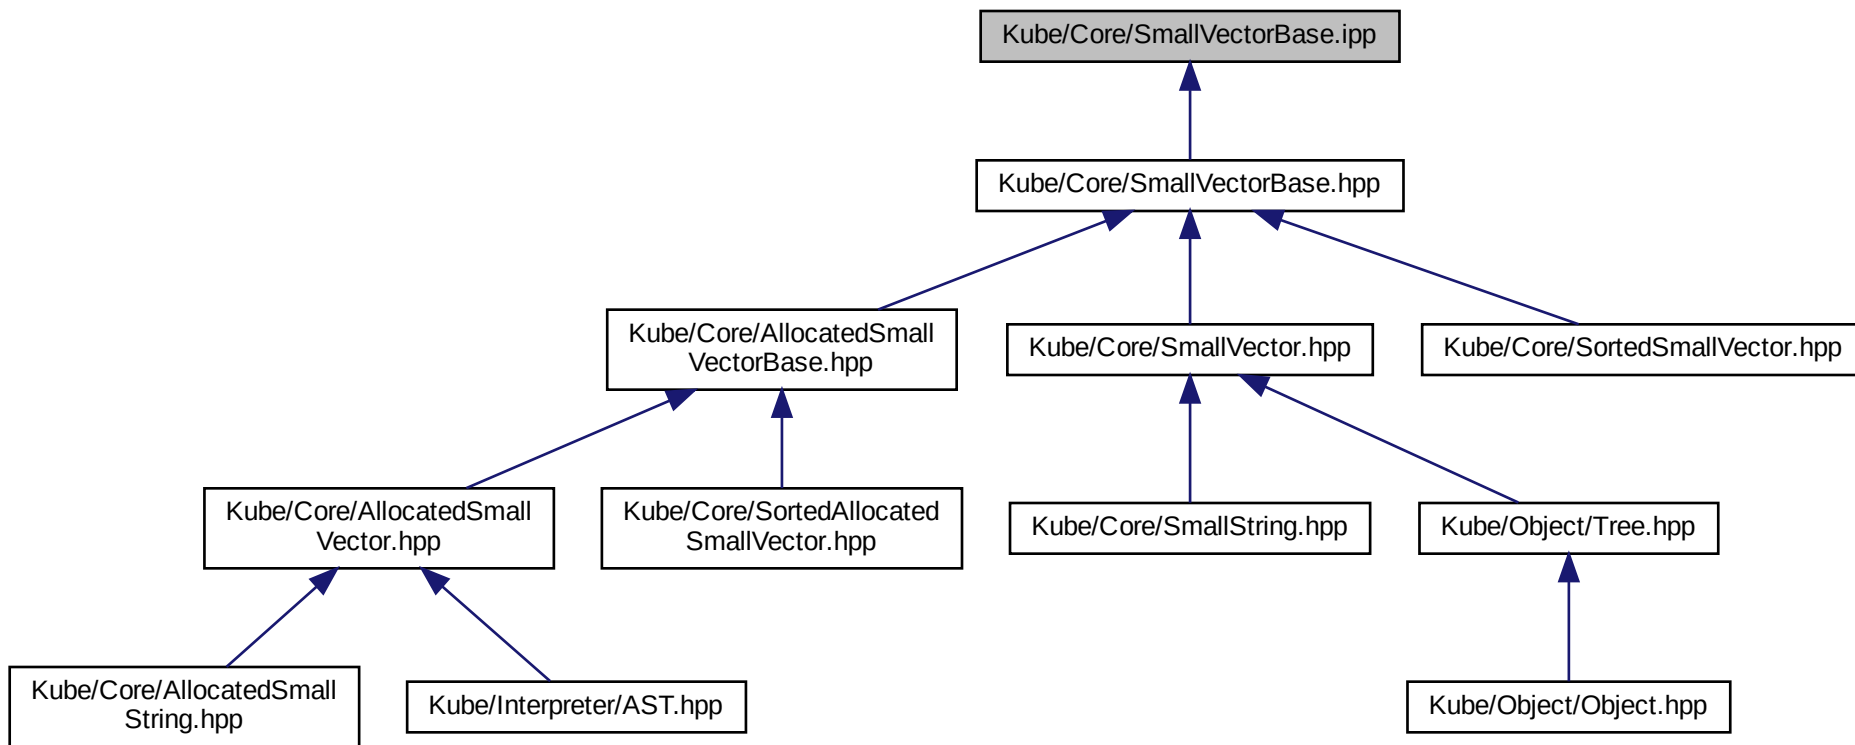 Kube/Core/SmallVectorBase.ipp
Kube/Core/SmallVectorBase.hpp
Kube/Core/AllocatedSmall
VectorBase.hpp
Kube/Core/SmallVector.hpp
Kube/Core/SortedSmallVector.hpp
Kube/Core/AllocatedSmall
Vector.hpp
Kube/Core/SortedAllocated
SmallVector.hpp
Kube/Core/SmallString.hpp
Kube/Object/Tree.hpp
Kube/Core/AllocatedSmall
String.hpp
Kube/Interpreter/AST.hpp
Kube/Object/Object.hpp